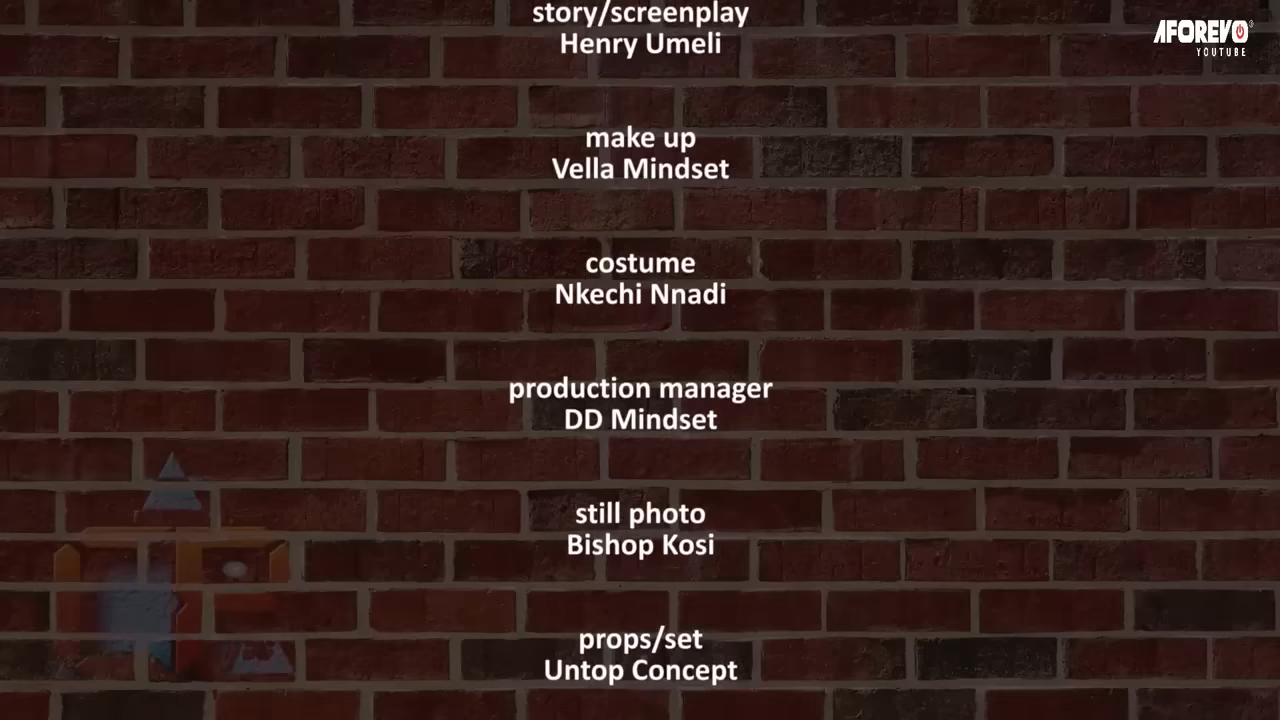 story/screenplay
Henry Umeli
AFOREVO
YOUTUBE
make up
Vella Mindset
costume
Nkechi Nnadi
production manager
DD Mindset
still photo
Bishop Kosi
props/set
Untop Concept